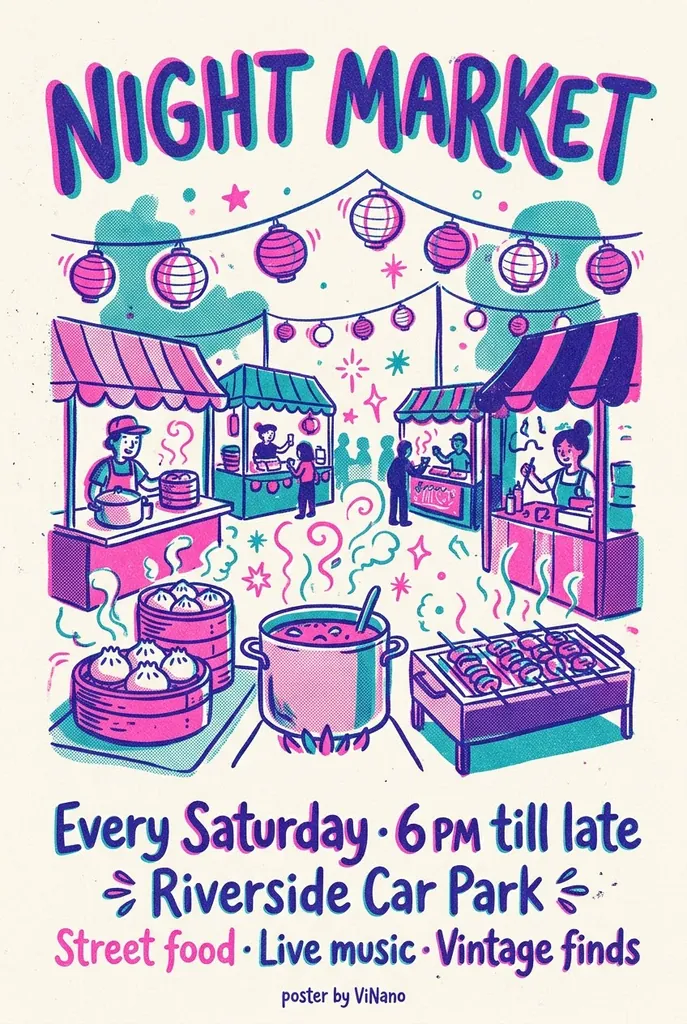 NIGHT MARKET
Every Saturday · 6 PM till late
Riverside Car Park
Street food · Live music · Vintage finds
poster by ViNano